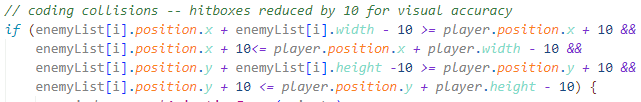 // coding collisions -- hitboxes reduced by 10 for visual accuracy
if (enemyList[i].position.x + enemyList[i].width - 10 >= player.position.x + 10 &&
enemyList[i].position.x + 10<= player.position.x + player.width - 10 &&
enemyList[i].position.y + enemyList[i].height -10 >= player.position.y + 10 &&
enemyList[i].position.y + 10 <= player.position.y + player.height - 10) {